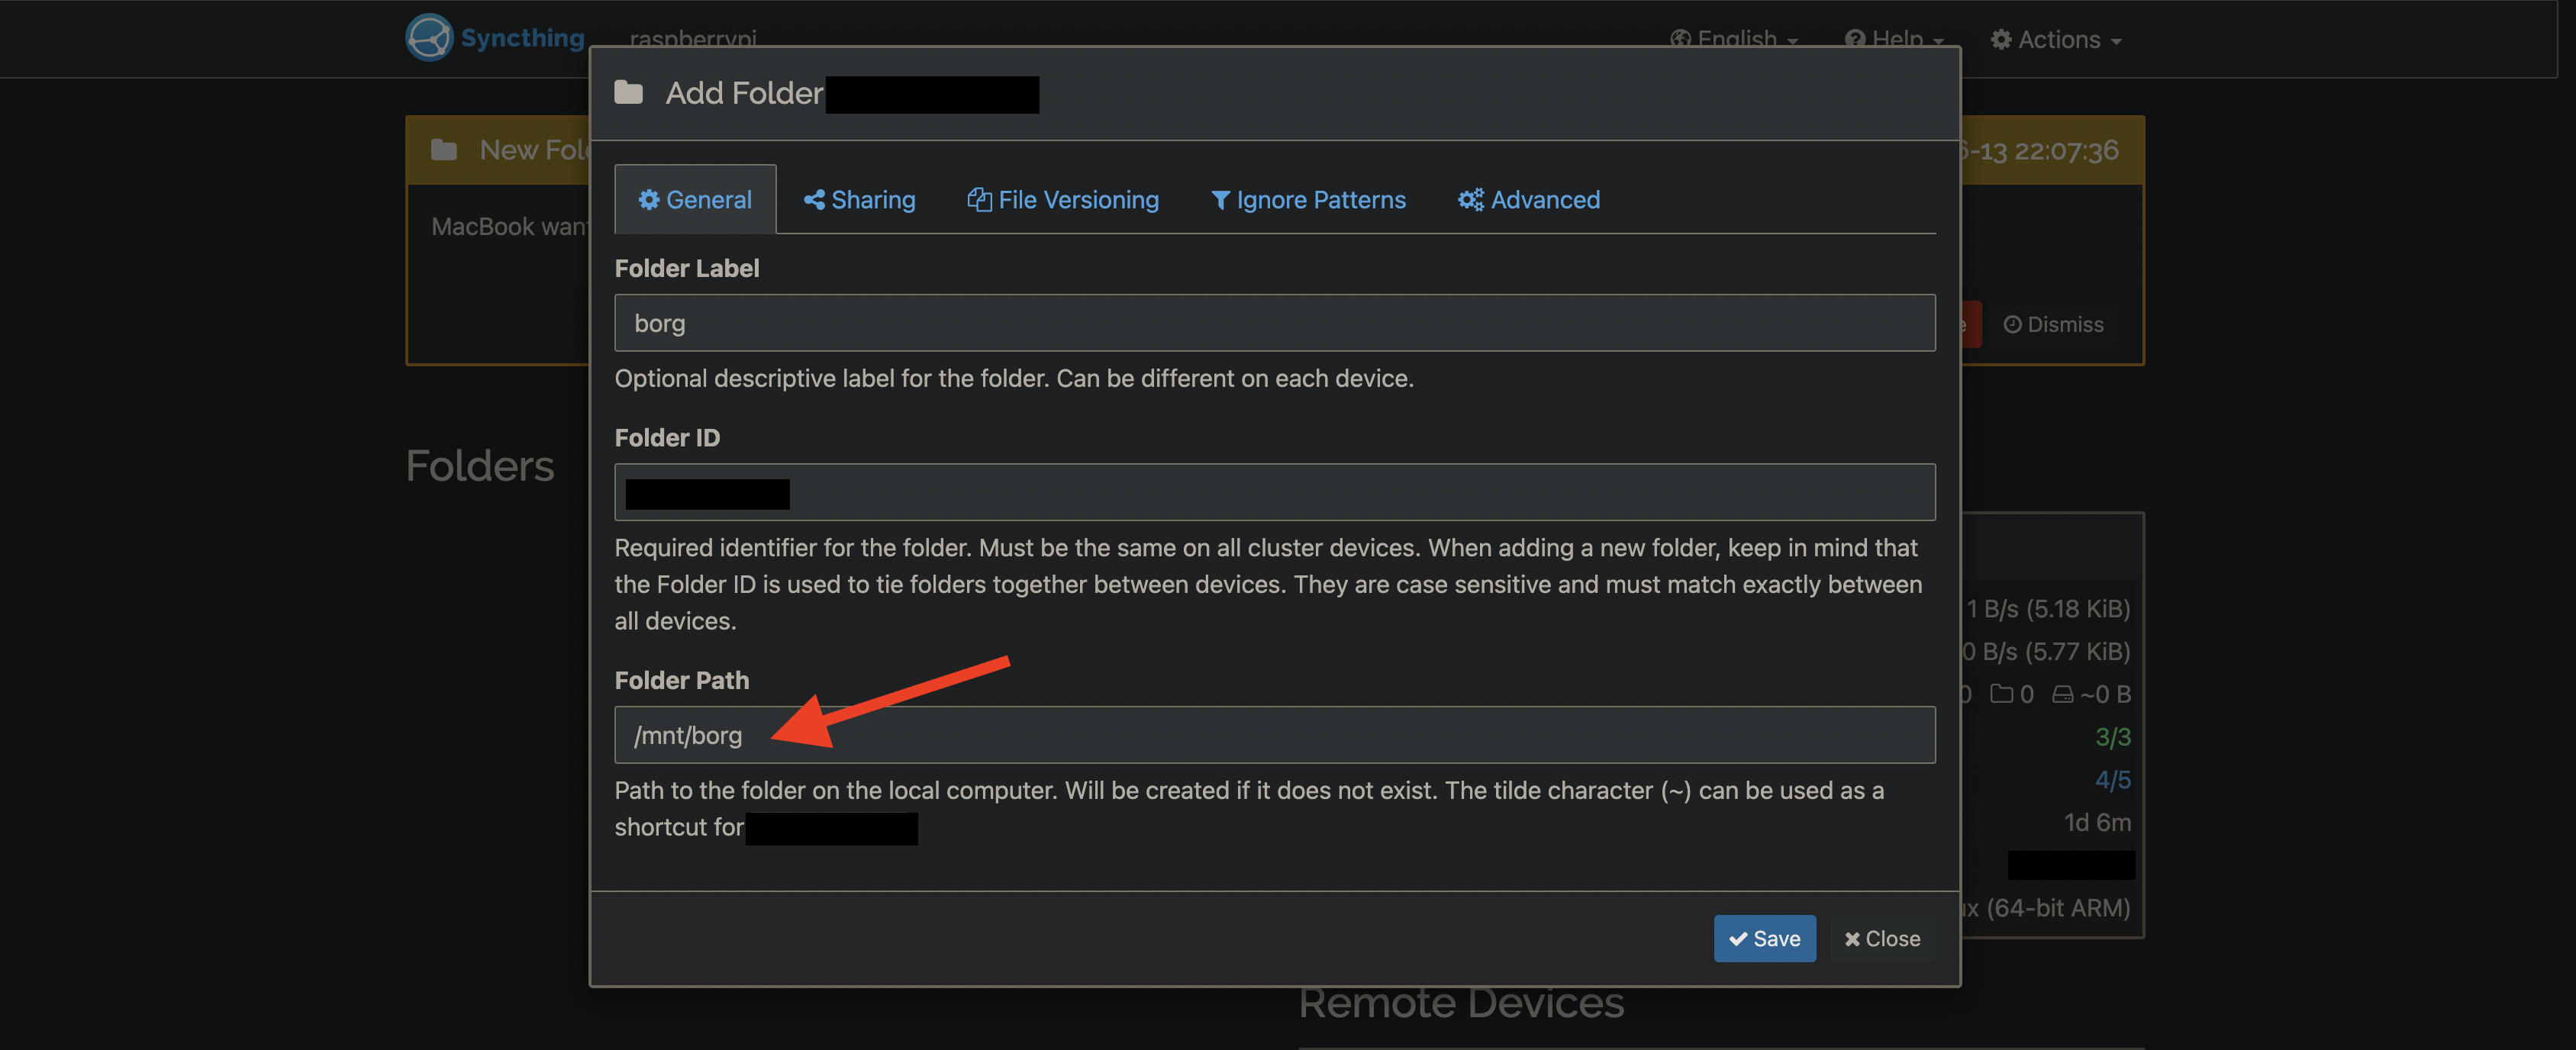 Syncthing raspberrypi English Help Actions
Add Folder
New Fol 6-13 22:07:36
General Sharing File Versioning Ignore Patterns Advanced
MacBook want
Folder Label
borg
Dismiss
Optional descriptive label for the folder. Can be different on each device.
Folder ID
Folders
Required identifier for the folder. Must be the same on all cluster devices. When adding a new folder, keep in mind that
the Folder ID is used to tie folders together between devices. They are case sensitive and must match exactly between
all devices.
1 B/s (5.18 KiB)
0 B/s (5.77 KiB)
Folder Path
0 0 ~0 B
/mnt/borg
3/3
Path to the folder on the local computer. Will be created if it does not exist. The tilde character (~) can be used as a
shortcut for
4/5
1d 6m
ux (64-bit ARM)
Save Close
Remote Devices